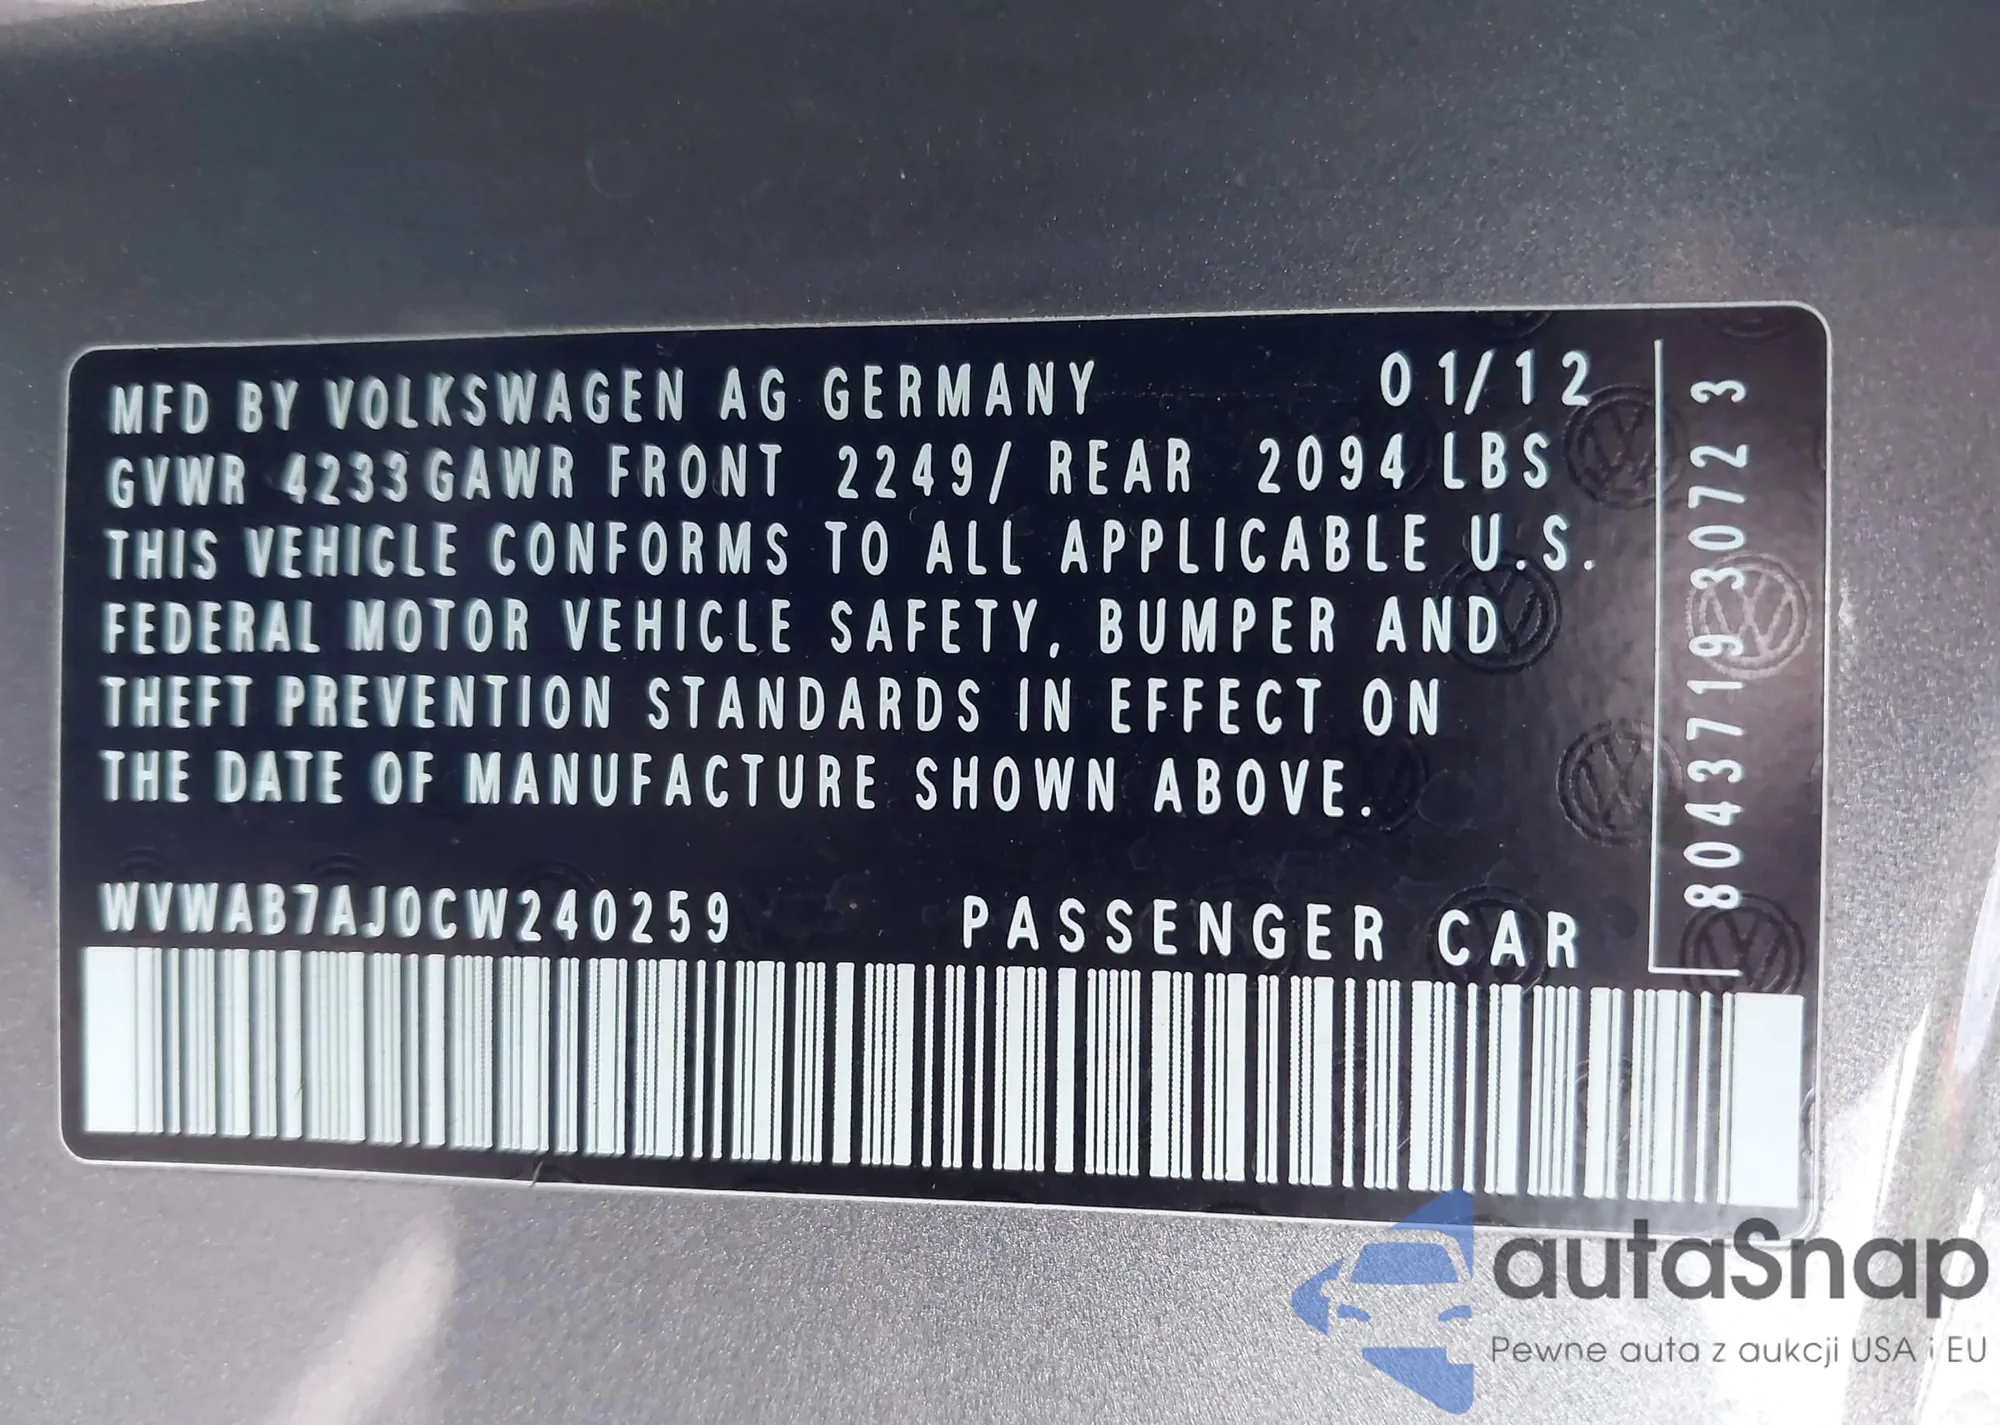 MFD BY VOLKSWAGEN AG GERMANY 01/12
GVWR 4233 GAWR FRONT 2249/ REAR 2094 LBS
THIS VEHICLE CONFORMS TO ALL APPLICABLE U.S.
FEDERAL MOTOR VEHICLE SAFETY, BUMPER AND
THEFT PREVENTION STANDARDS IN EFFECT ON
THE DATE OF MANUFACTURE SHOWN ABOVE.
WVWAB7AJ0CW240259 PASSENGER CAR
8043719 3072 3
autaSnap
Pewne auta z aukcji USA i EU